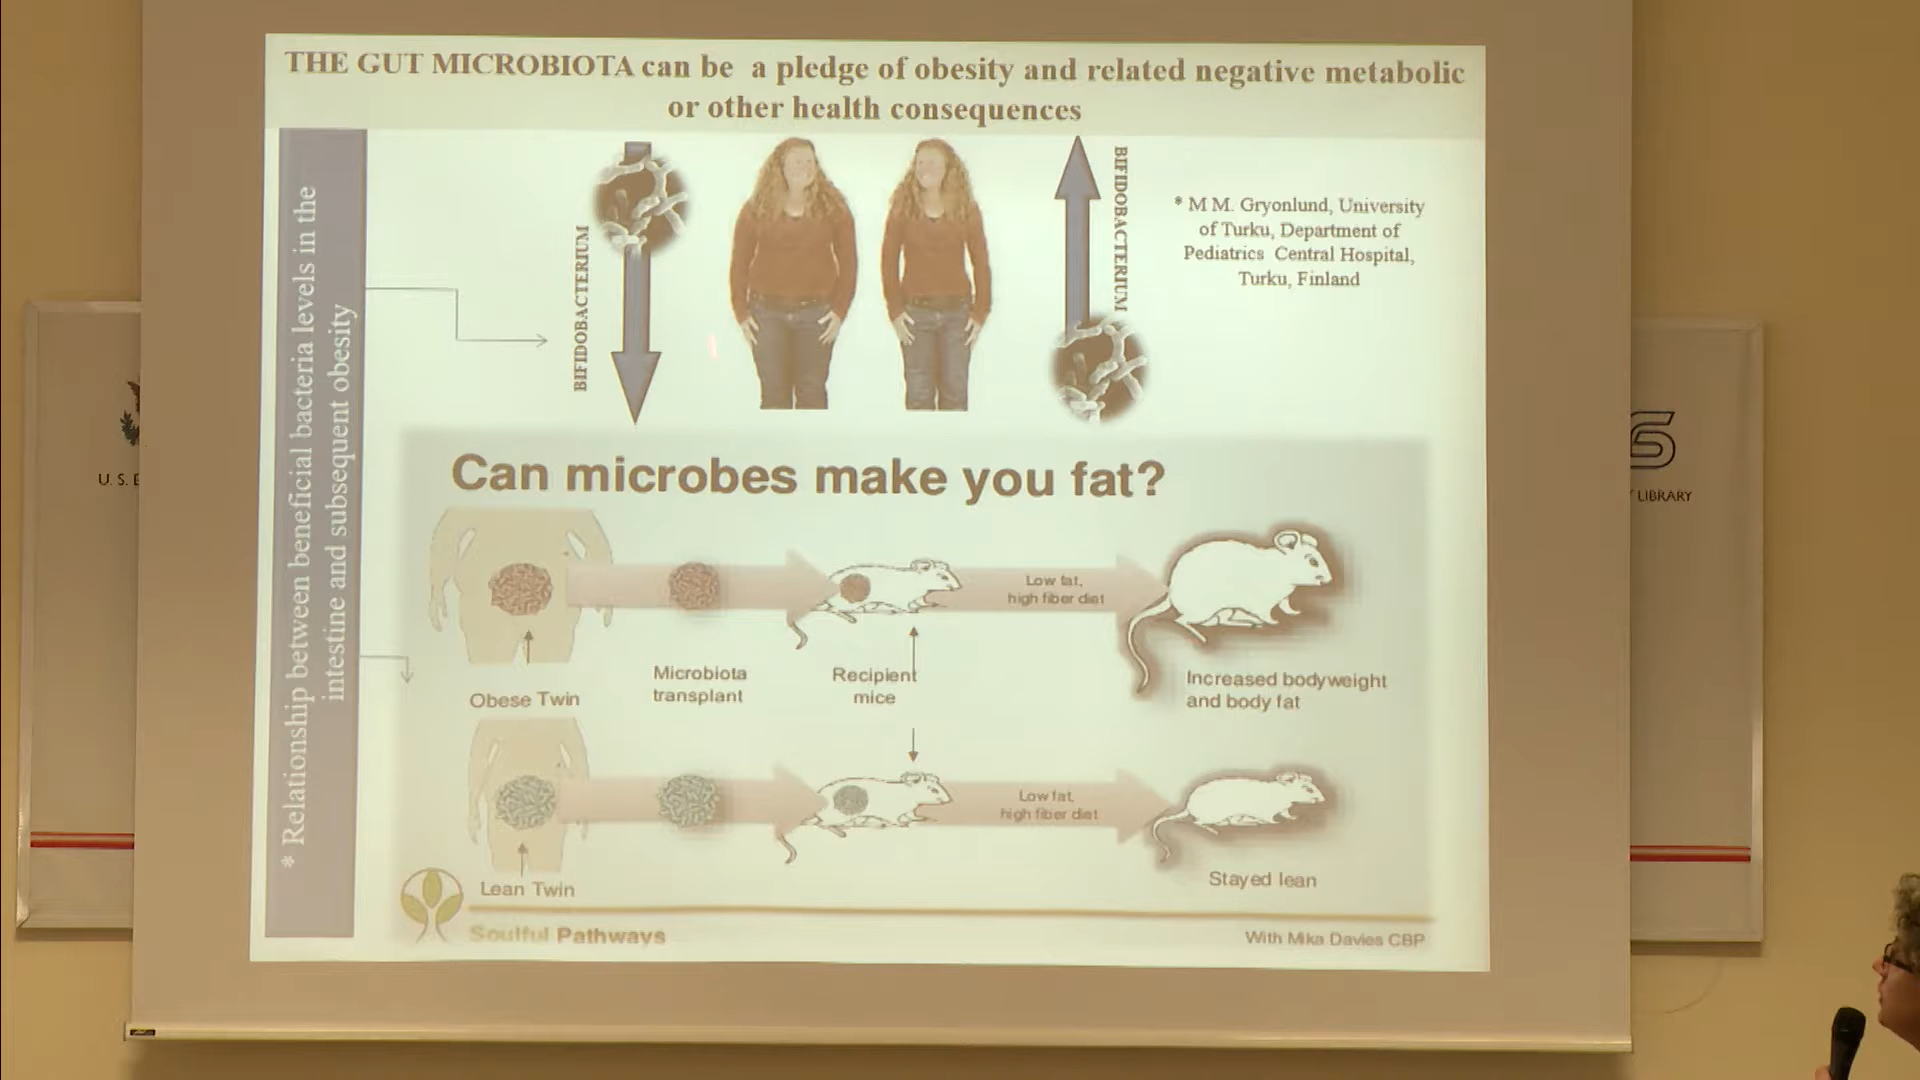 THE GUT MICROBIOTA can be a pledge of obesity and related negative metabolic
or other health consequences
* Relationship between beneficial bacteria levels in the
intestine and subsequent obesity
BIFIDOBACTERIUM
BIFIDOBACTERIUM
* M M. Gryonlund, University
of Turku, Department of
Pediatrics Central Hospital,
Turku, Finland
Can microbes make you fat?
Low fat,
high fiber diet
Obese Twin
Microbiota
transplant
Recipient
mice
Increased bodyweight
and body fat
Low fat,
high fiber diet
Lean Twin
Stayed lean
Soulful Pathways
With Mika Davies CBP
U. S. E
LIBRARY